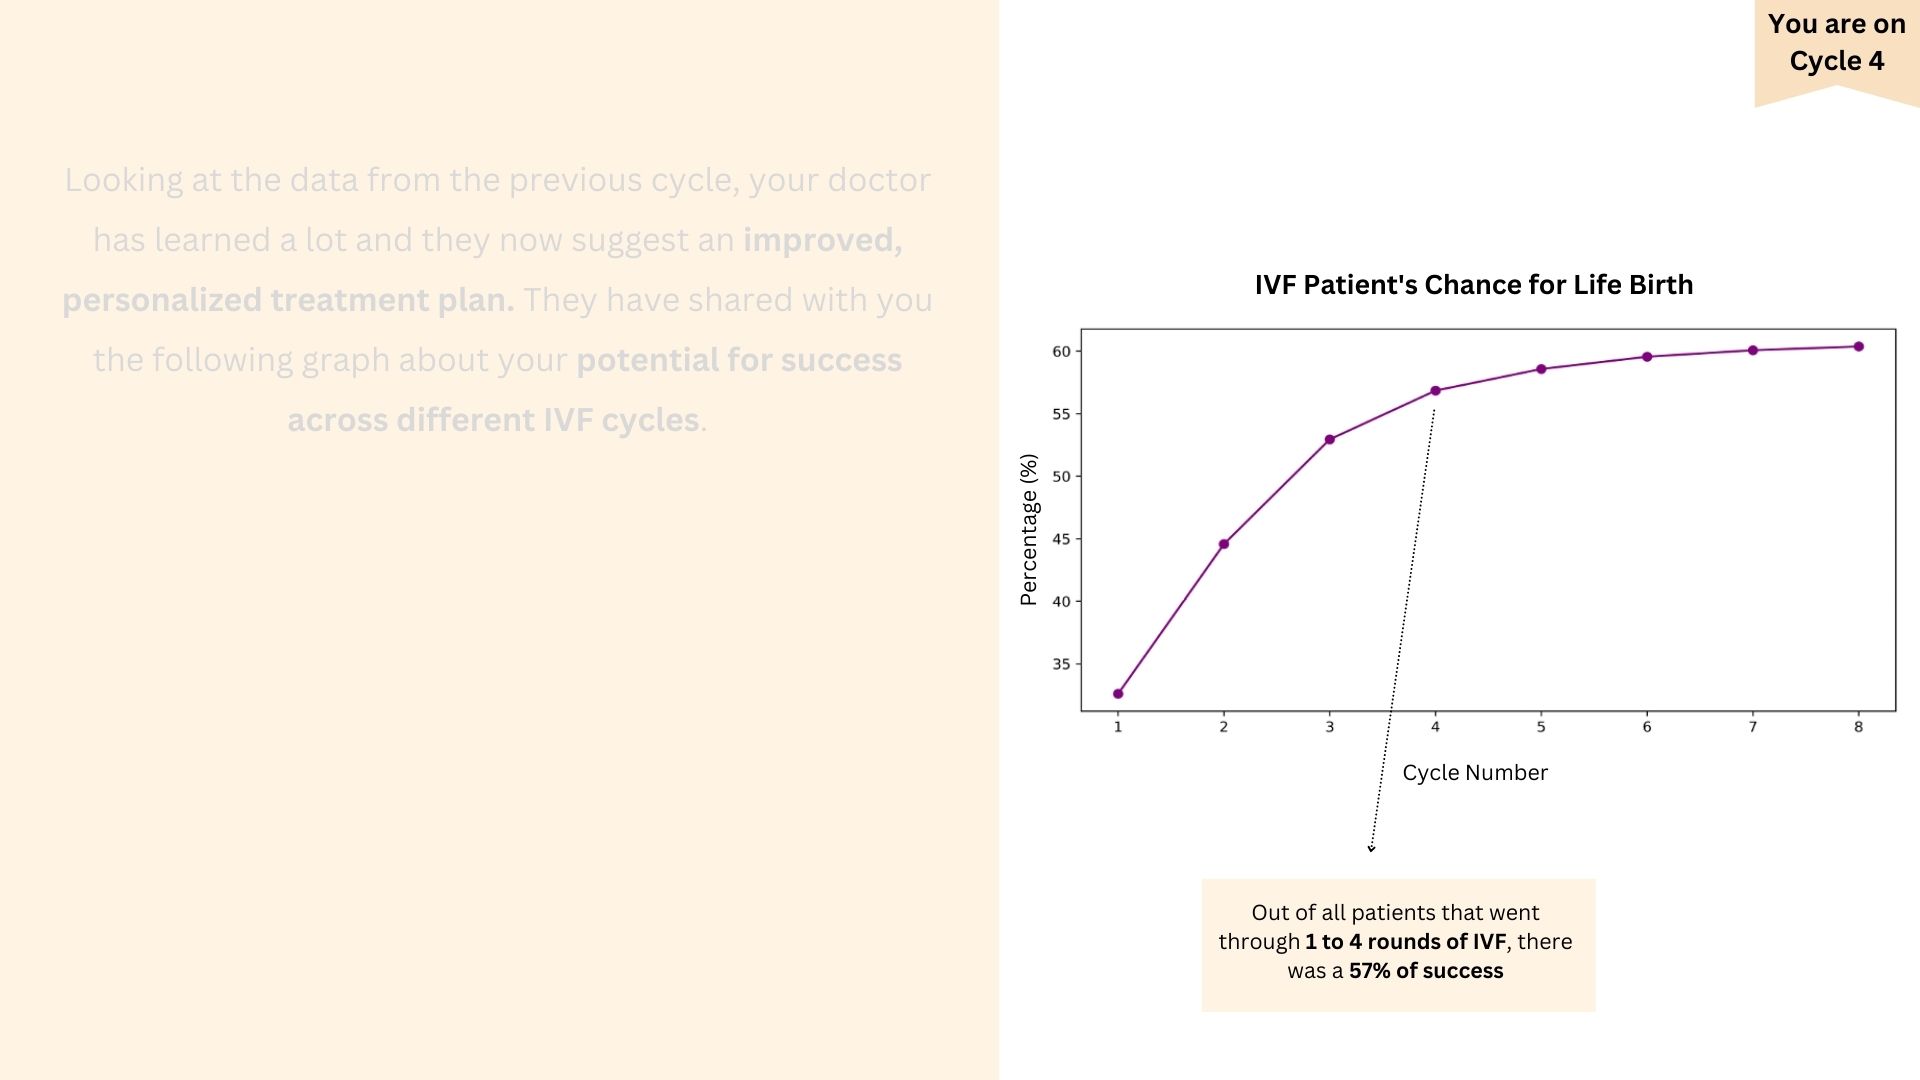 You are on
Cycle 4
Looking at the data from the previous cycle, your doctor
has learned a lot and they now suggest an improved,
personalized treatment plan. They have shared with you
the following graph about your potential for success
across different IVF cycles.
IVF Patient's Chance for Life Birth
Percentage (%)
60
55
50
45
40
35
1 2 3 4 5 6 7 8
Cycle Number
Out of all patients that went
through 1 to 4 rounds of IVF, there
was a 57% of success